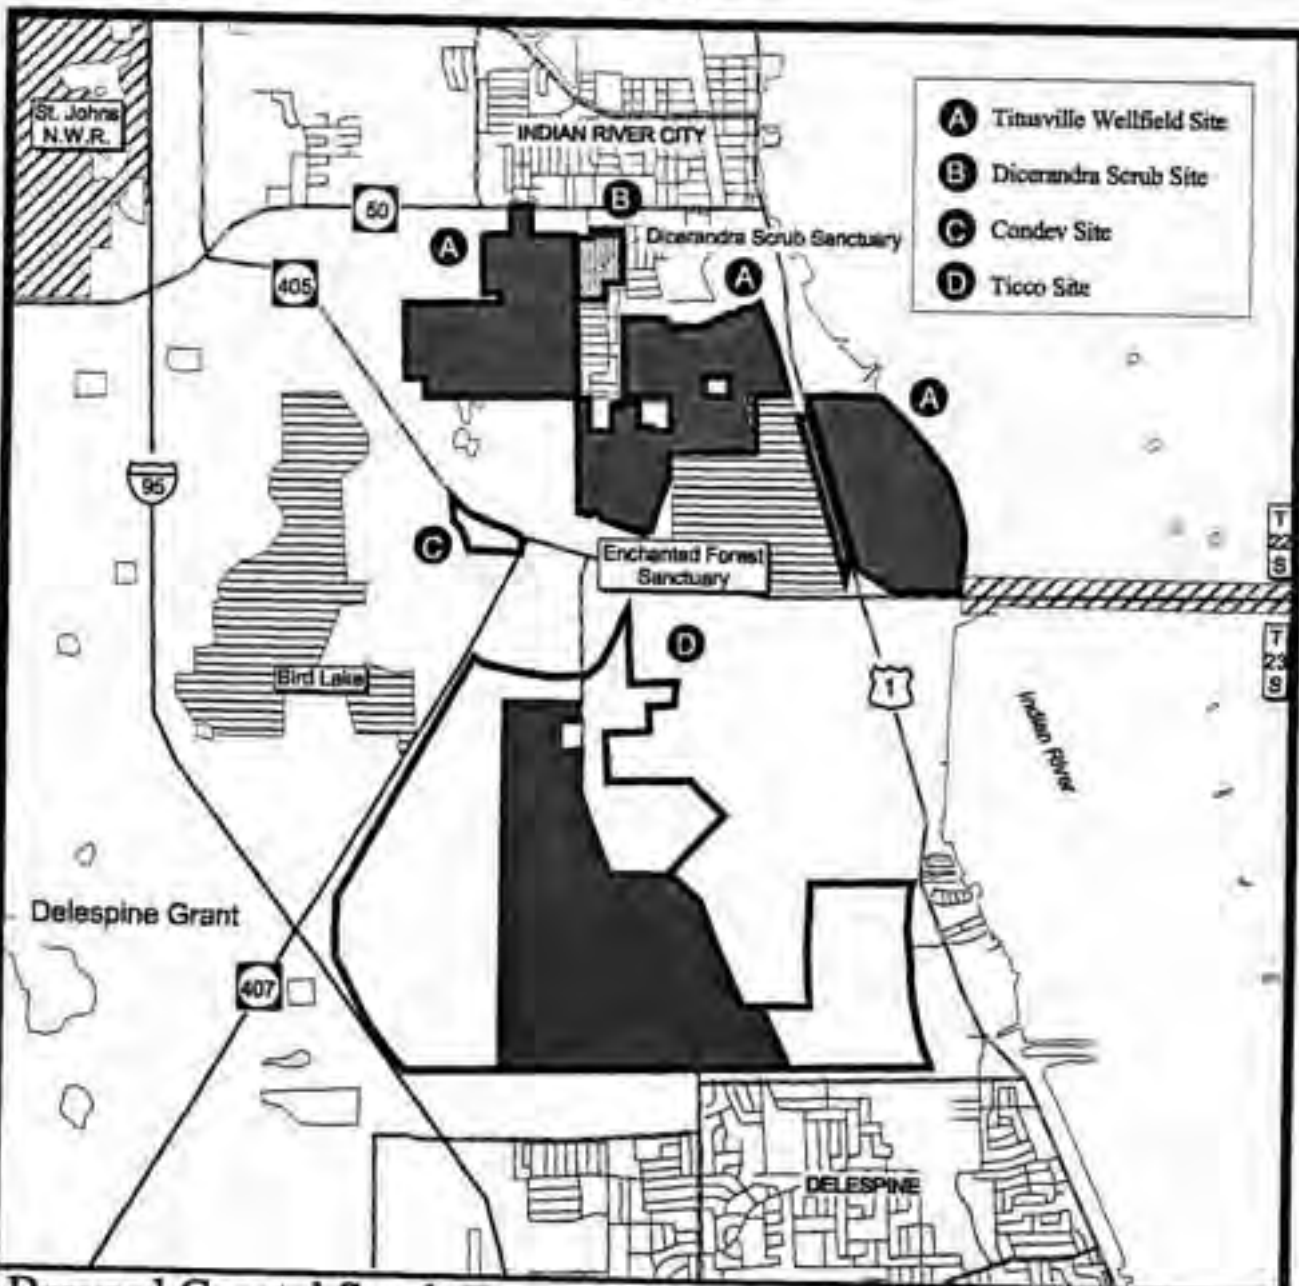 St. Johns
N.W.R.
INDIAN RIVER CITY
A Titusville Wellfield Site
B Dicerandra Scrub Site
C Condev Site
D Ticco Site
50
B
A
Dicerandra Scrub Sanctuary
405
A
A
95
C
Enchanted Forest
Sanctuary
T
22
S
D
T
23
S
Bird Lake
1
Indian River
Delespine Grant
407
DELESPINE